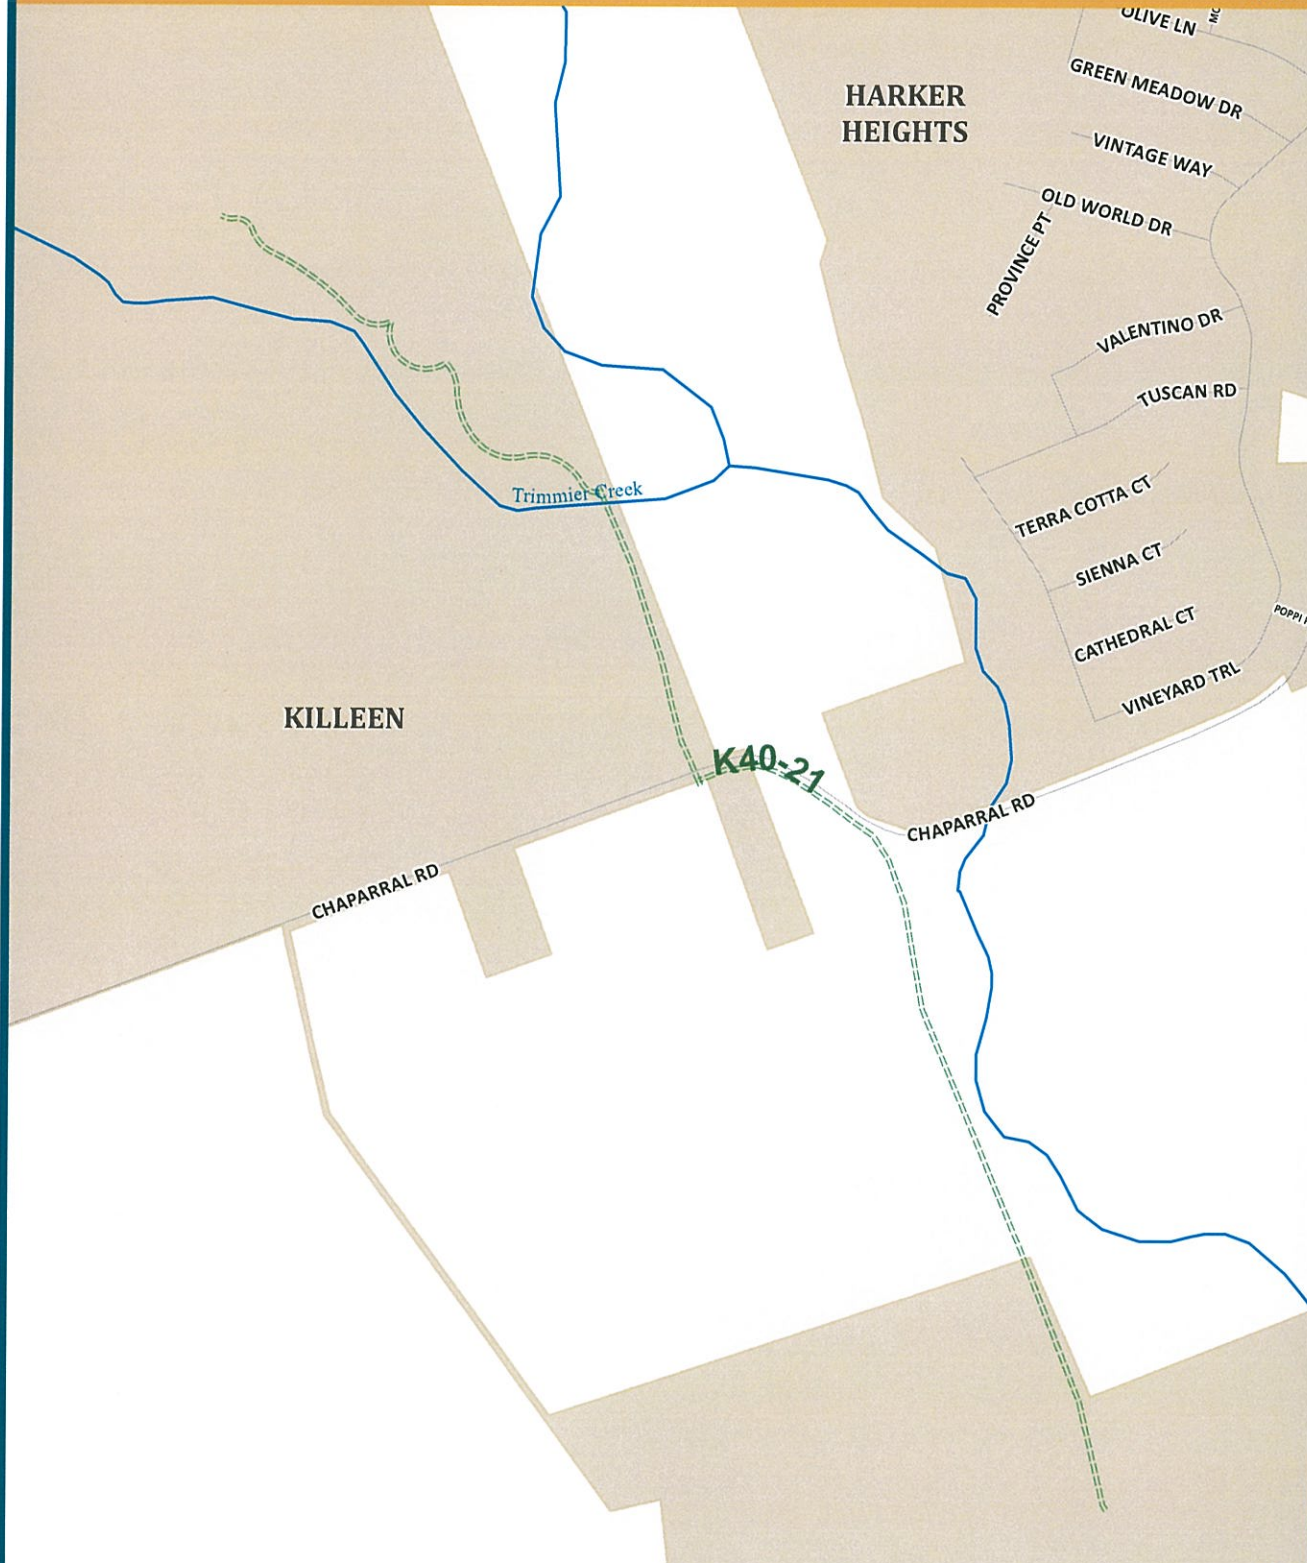 OLIVE LN
GREEN MEADOW DR
VINTAGE WAY
OLD WORLD DR
PROVINCE PT
HARKER
HEIGHTS
VALENTINO DR
TUSCAN RD
TERRA COTTA CT
SIENNA CT
CATHEDRAL CT
VINEYARD TRL
Trimmier Creek
KILLEEN
K40-21
CHAPARRAL RD
CHAPARRAL RD